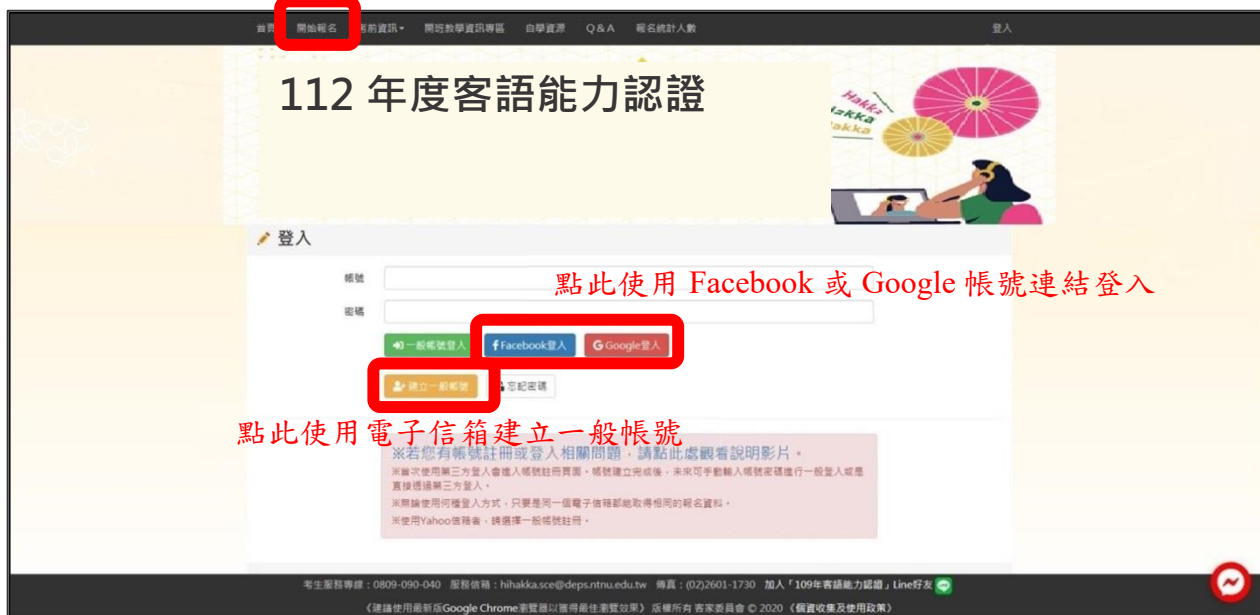 首頁 開始報名 考前資訊 開班教學資訊專區 自學資源 Q&A 報名統計人數 登入
112 年度客語能力認證
Hakka
Hakka
Hakka
登入
帳號
點此使用 Facebook 或 Google 帳號連結登入
密碼
一般帳號登入 Facebook登入 Google登入
建立一般帳號 忘記密碼
點此使用電子信箱建立一般帳號
※若您有帳號註冊或登入相關問題，請點此處觀看說明影片。
※首次使用第三方登入會進入帳號註冊頁面，帳號建立完成後，未來可手動輸入帳號密碼進行一般登入或是
直接透過第三方登入。
※無論使用何種登入方式，只要是同一個電子信箱都能取得相同的報名資料。
※使用Yahoo信箱者，請選擇一般帳號註冊。
考生服務專線：0809-090-040 服務信箱：hihakka.sce@deps.ntnu.edu.tw 傳真：(02)2601-1730 加入「109年客語能力認證」Line好友
《建議使用最新版Google Chrome瀏覽器以獲得最佳瀏覽效果》 版權所有 客家委員會 © 2020 《個資收集及使用政策》